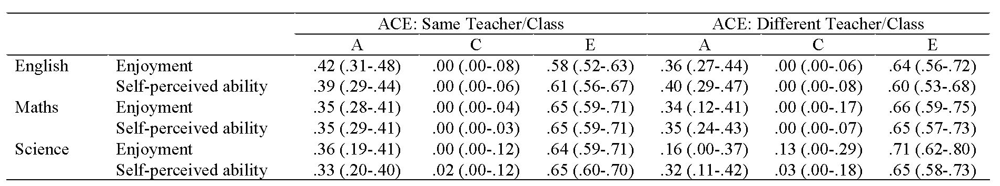 ACE: Same Teacher/Class ACE: Different Teacher/Class
A C E A C E
English Enjoyment .42 (.31-.48) .00 (.00-.08) .58 (.52-.63) .36 (.27-.44) .00 (.00-.06) .64 (.56-.72)
Self-perceived ability .39 (.29-.44) .00 (.00-.06) .61 (.56-.67) .40 (.29-.47) .00 (.00-.08) .60 (.53-.68)
Maths Enjoyment .35 (.28-.41) .00 (.00-.04) .65 (.59-.71) .34 (.12-.41) .00 (.00-.17) .66 (.59-.75)
Self-perceived ability .35 (.29-.41) .00 (.00-.03) .65 (.59-.71) .35 (.24-.43) .00 (.00-.07) .65 (.57-.73)
Science Enjoyment .36 (.19-.41) .00 (.00-.12) .64 (.59-.71) .16 (.00-.37) .13 (.00-.29) .71 (.62-.80)
Self-perceived ability .33 (.20-.40) .02 (.00-.12) .65 (.60-.70) .32 (.11-.42) .03 (.00-.18) .65 (.58-.73)